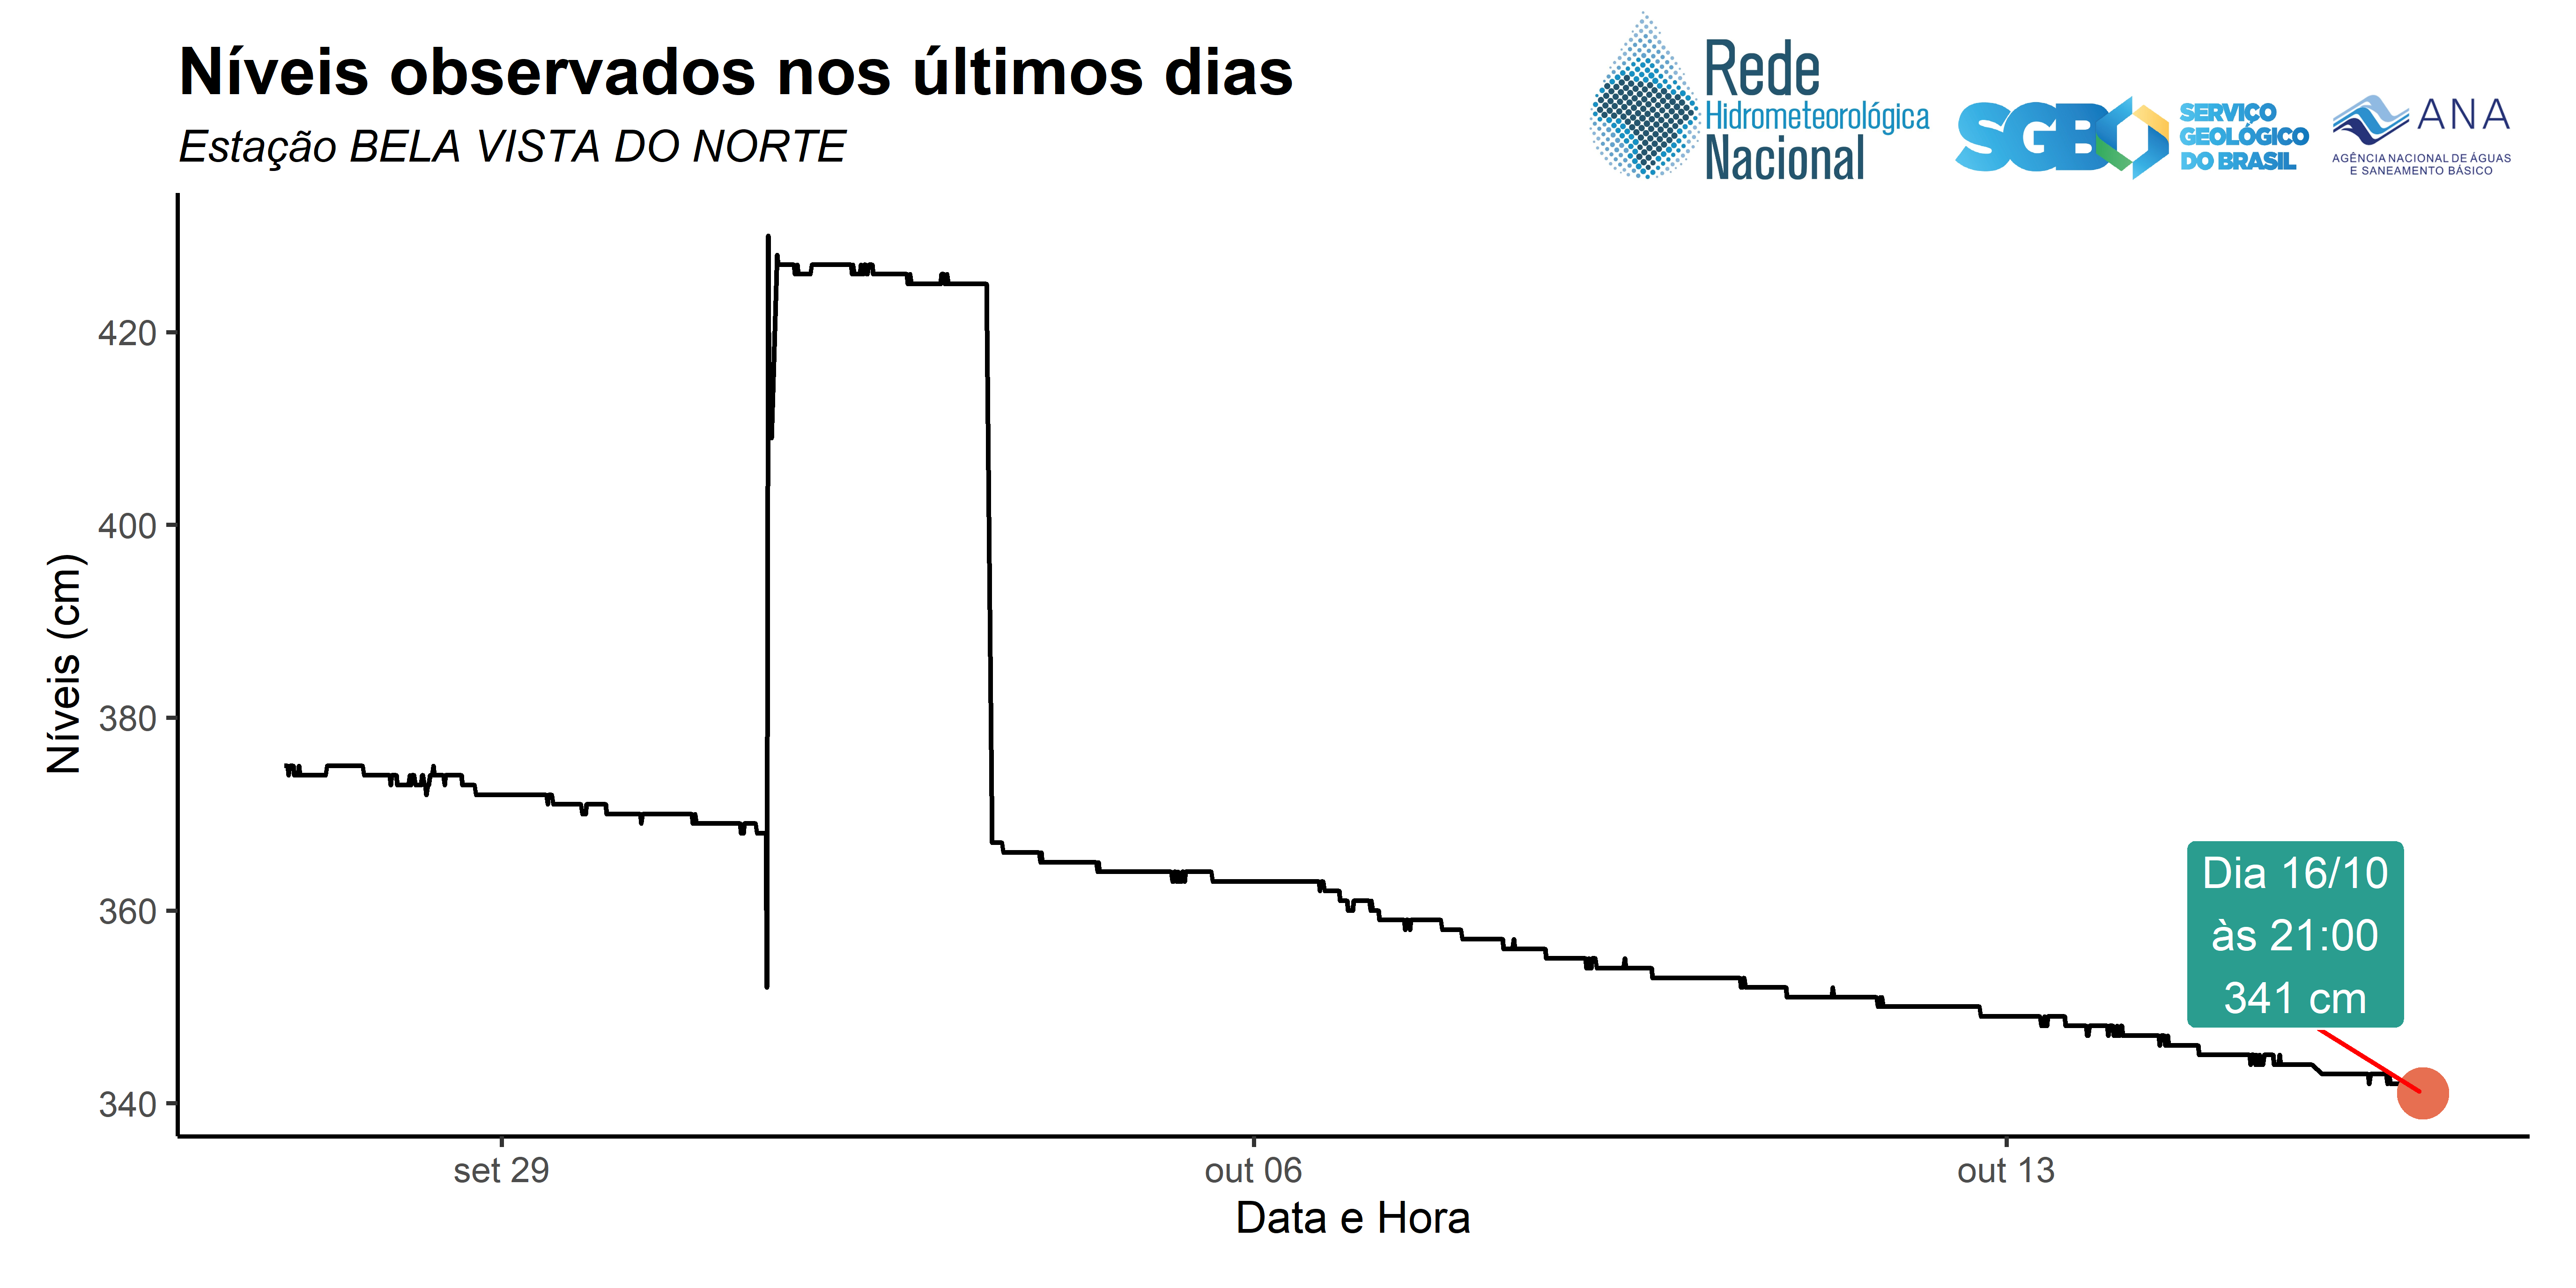 Níveis observados nos últimos dias
Estação BELA VISTA DO NORTE
Rede
Hidrometeorológica
Nacional
SGB
SERVIÇO
GEOLÓGICO
DO BRASIL
ANA
AGÊNCIA NACIONAL DE ÁGUAS
E SANEAMENTO BÁSICO
Níveis (cm)
420
400
380
360
340
Dia 16/10
às 21:00
341 cm
set 29
out 06
out 13
Data e Hora